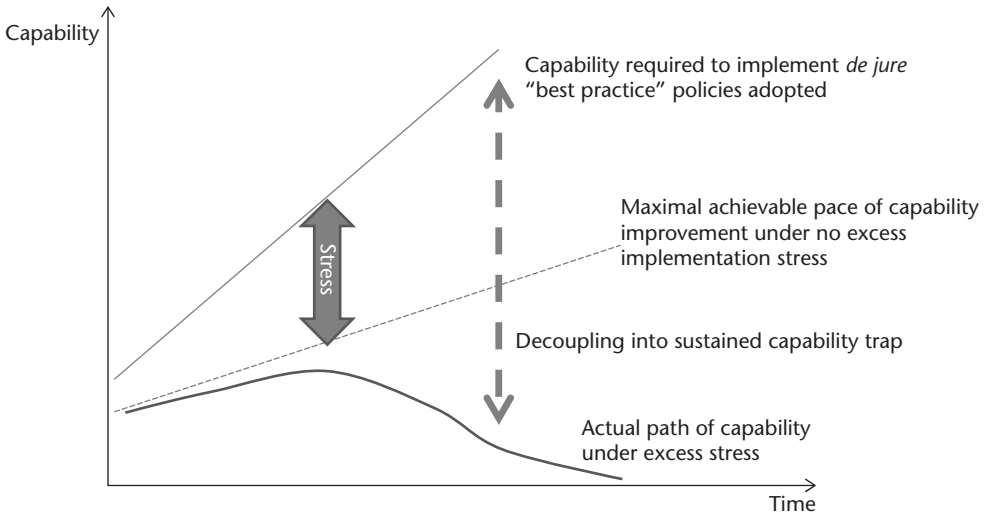 Capability
Capability required to implement de jure
“best practice” policies adopted
Maximal achievable pace of capability
improvement under no excess
implementation stress
Stress
Decoupling into sustained capability trap
Actual path of capability
under excess stress
Time